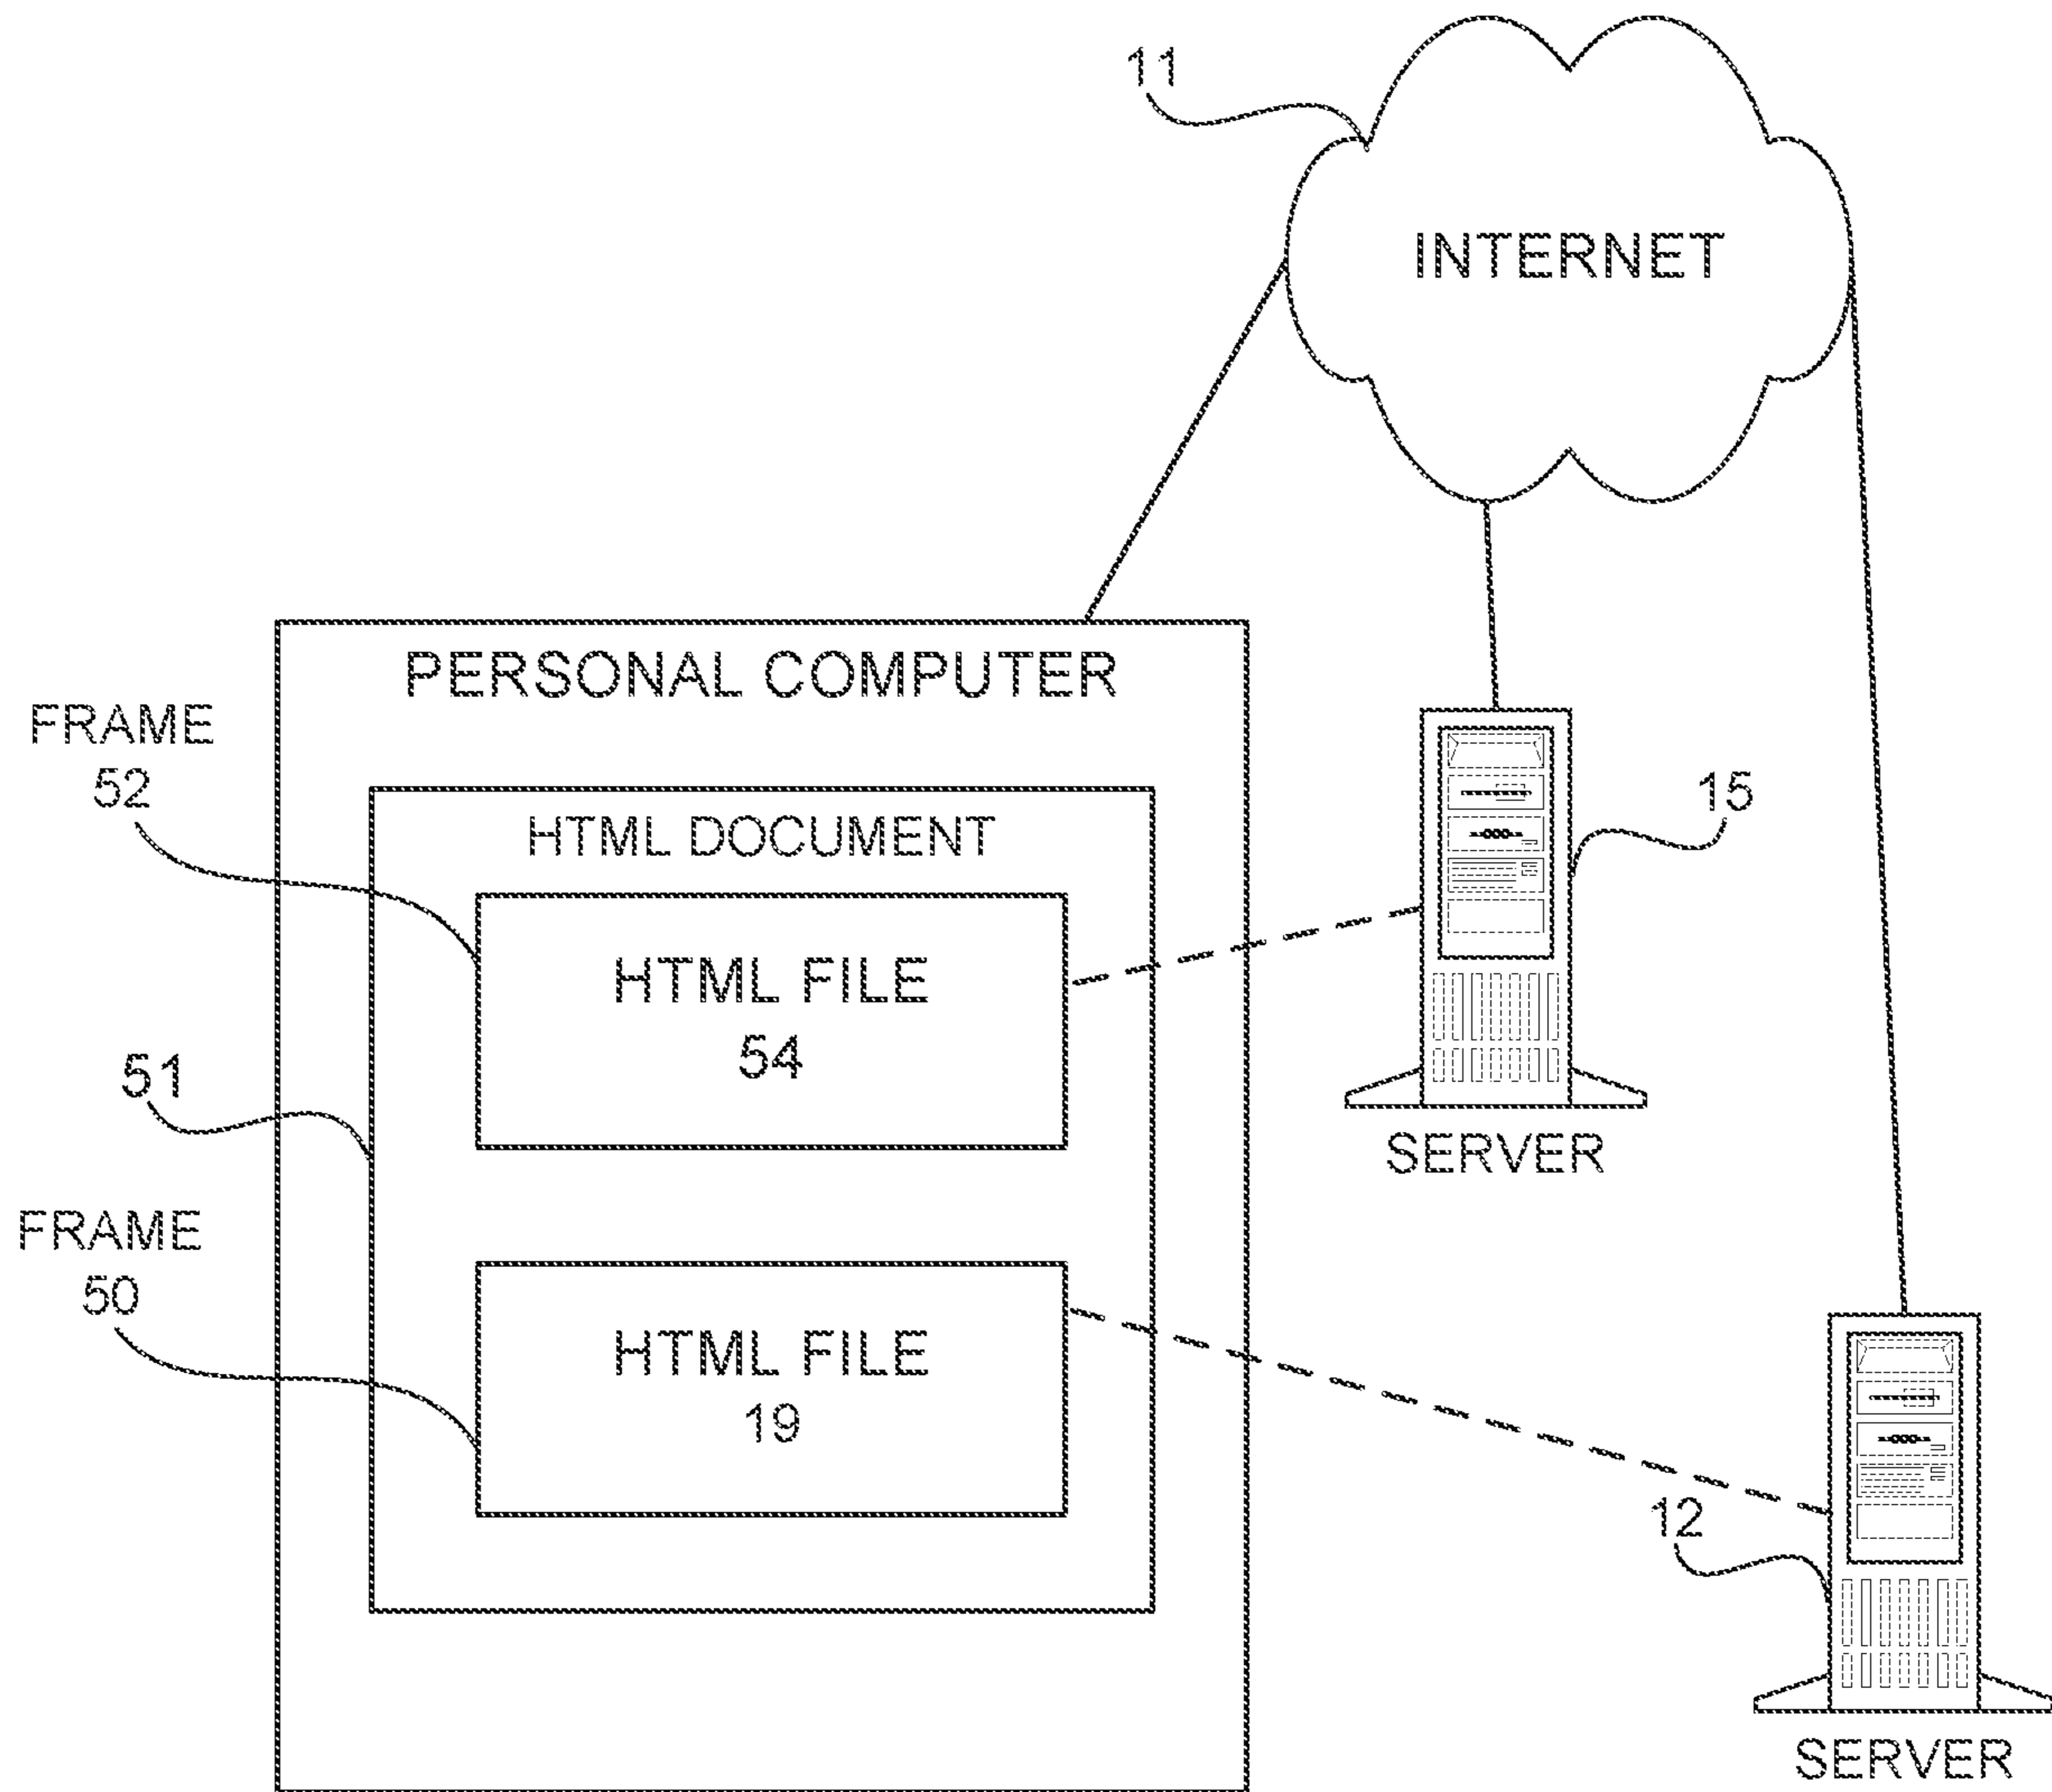 11
INTERNET
PERSONAL COMPUTER
FRAME
52
HTML DOCUMENT
15
HTML FILE
54
51
SERVER
FRAME
50
HTML FILE
19
12
SERVER